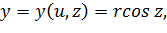 y = y(u, z) = rcos z,